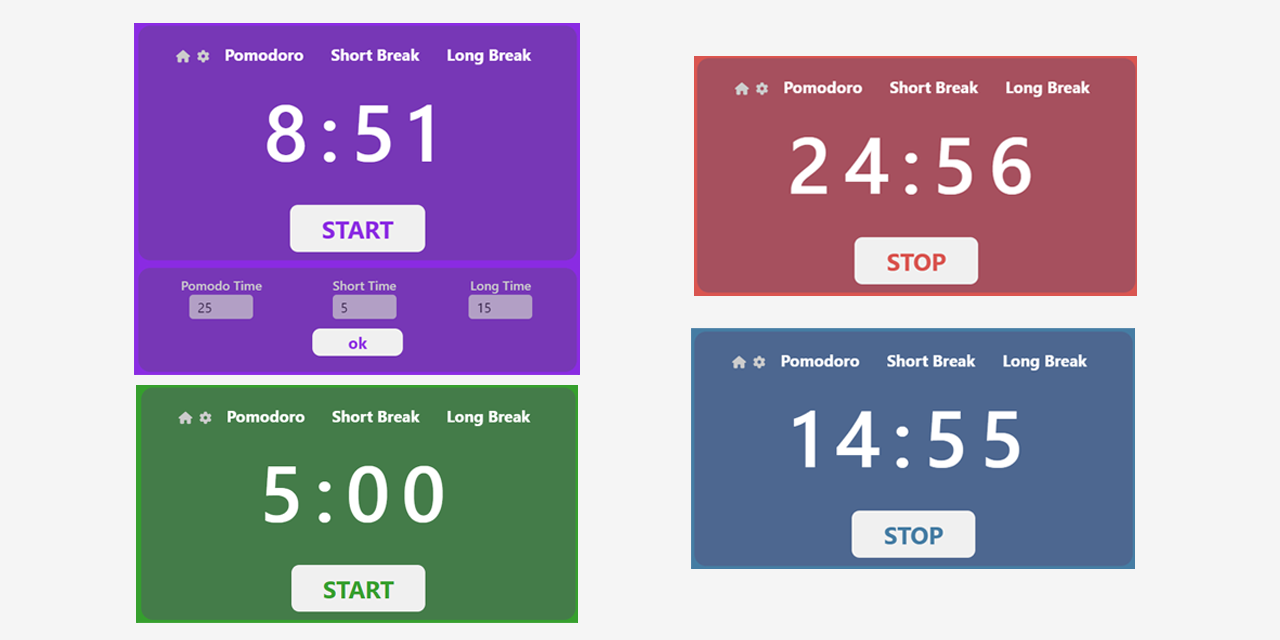 Pomodoro Short Break Long Break
8:51
START
Pomodo Time Short Time Long Time
25 5 15
ok
Pomodoro Short Break Long Break
5:00
START
Pomodoro Short Break Long Break
24:56
STOP
Pomodoro Short Break Long Break
14:55
STOP